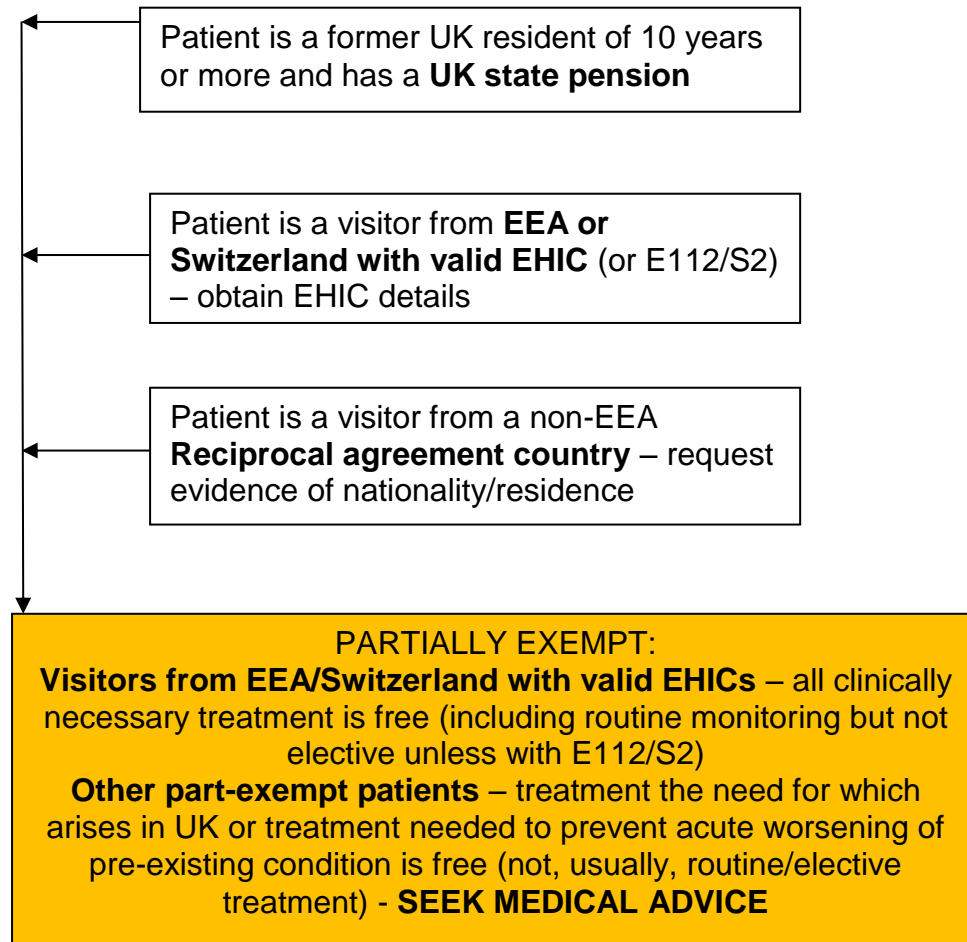 Patient is a former UK resident of 10 years
or more and has a UK state pension
Patient is a visitor from EEA or
Switzerland with valid EHIC (or E112/S2)
– obtain EHIC details
Patient is a visitor from a non-EEA
Reciprocal agreement country – request
evidence of nationality/residence
PARTIALLY EXEMPT:
Visitors from EEA/Switzerland with valid EHICs – all clinically
necessary treatment is free (including routine monitoring but not
elective unless with E112/S2)
Other part-exempt patients – treatment the need for which
arises in UK or treatment needed to prevent acute worsening of
pre-existing condition is free (not, usually, routine/elective
treatment) - SEEK MEDICAL ADVICE